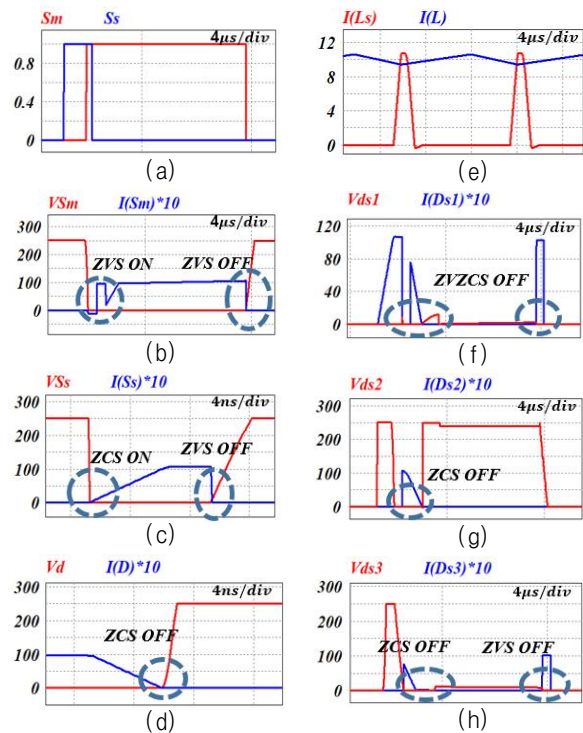 Sm Ss
4μs/div
0.8
0.4
0
(a)
VSm I(Sm)*10
4μs/div
300
ZVS ON ZVS OFF
200
100
0
(b)
VSs I(Ss)*10
4ns/div
300
200
ZCS ON ZVS OFF
100
0
(c)
Vd I(D)*10
4ns/div
300
ZCS OFF
200
100
0
(d)
I(Ls) I(L)
4μs/div
12
8
4
0
(e)
Vds1 I(Ds1)*10
4μs/div
120
80
ZVZCS OFF
40
0
(f)
Vds2 I(Ds2)*10
4μs/div
300
200
ZCS OFF
100
0
(g)
Vds3 I(Ds3)*10
4μs/div
300
200
ZCS OFF ZVS OFF
100
0
(h)